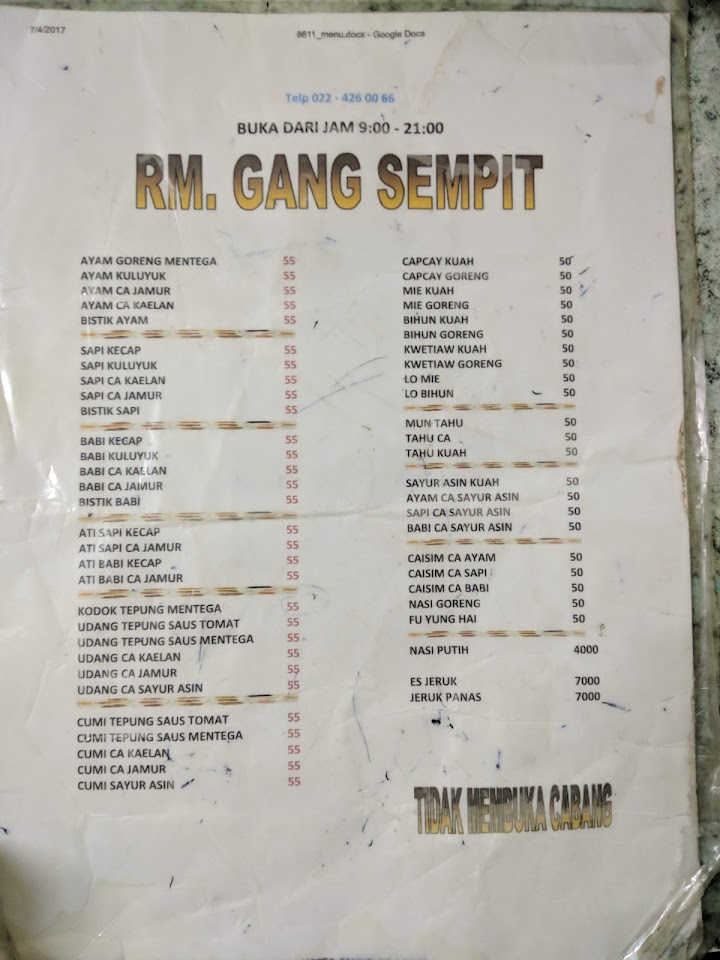 7/4/2017
8611_menu.docx - Google Docs
Telp 022 - 426 00 66
BUKA DARI JAM 9:00 - 21:00
RM. GANG SEMPIT
AYAM GORENG MENTEGA 55
AYAM KULUYUK 55
AYAM CA JAMUR 55
AYAM CA KAELAN 55
BISTIK AYAM 55
SAPI KECAP 55
SAPI KULUYUK 55
SAPI CA KAELAN 55
SAPI CA JAMUR 55
BISTIK SAPI 55
BABI KECAP 55
BABI KULUYUK 55
BABI CA KAELAN 55
BABI CA JAMUR 55
BISTIK BABI 55
ATI SAPI KECAP 55
ATI SAPI CA JAMUR 55
ATI BABI KECAP 55
ATI BABI CA JAMUR 55
KODOK TEPUNG MENTEGA 55
UDANG TEPUNG SAUS TOMAT 55
UDANG TEPUNG SAUS MENTEGA 55
UDANG CA KAELAN 55
UDANG CA JAMUR 55
UDANG CA SAYUR ASIN 55
CUMI TEPUNG SAUS TOMAT 55
CUMI TEPUNG SAUS MENTEGA 55
CUMI CA KAELAN 55
CUMI CA JAMUR 55
CUMI SAYUR ASIN 55
CAPCAY KUAH 50
CAPCAY GORENG 50
MIE KUAH 50
MIE GORENG 50
BIHUN KUAH 50
BIHUN GORENG 50
KWETIAW KUAH 50
KWETIAW GORENG 50
LO MIE 50
LO BIHUN 50
MUN TAHU 50
TAHU CA 50
TAHU KUAH 50
SAYUR ASIN KUAH 50
AYAM CA SAYUR ASIN 50
SAPI CA SAYUR ASIN 50
BABI CA SAYUR ASIN 50
CAISIM CA AYAM 50
CAISIM CA SAPI 50
CAISIM CA BABI 50
NASI GORENG 50
FU YUNG HAI 50
NASI PUTIH 4000
ES JERUK 7000
JERUK PANAS 7000
TIDAK MEMBUKA CABANG